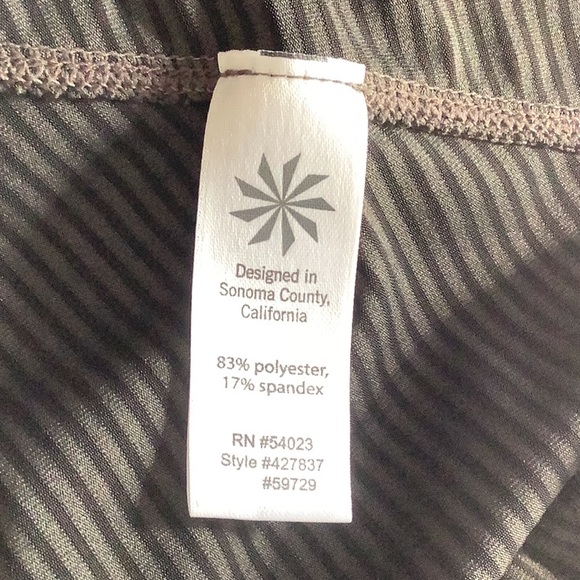 Designed in
Sonoma County,
California
83% polyester,
17% spandex
RN #54023
Style #427837
#59729